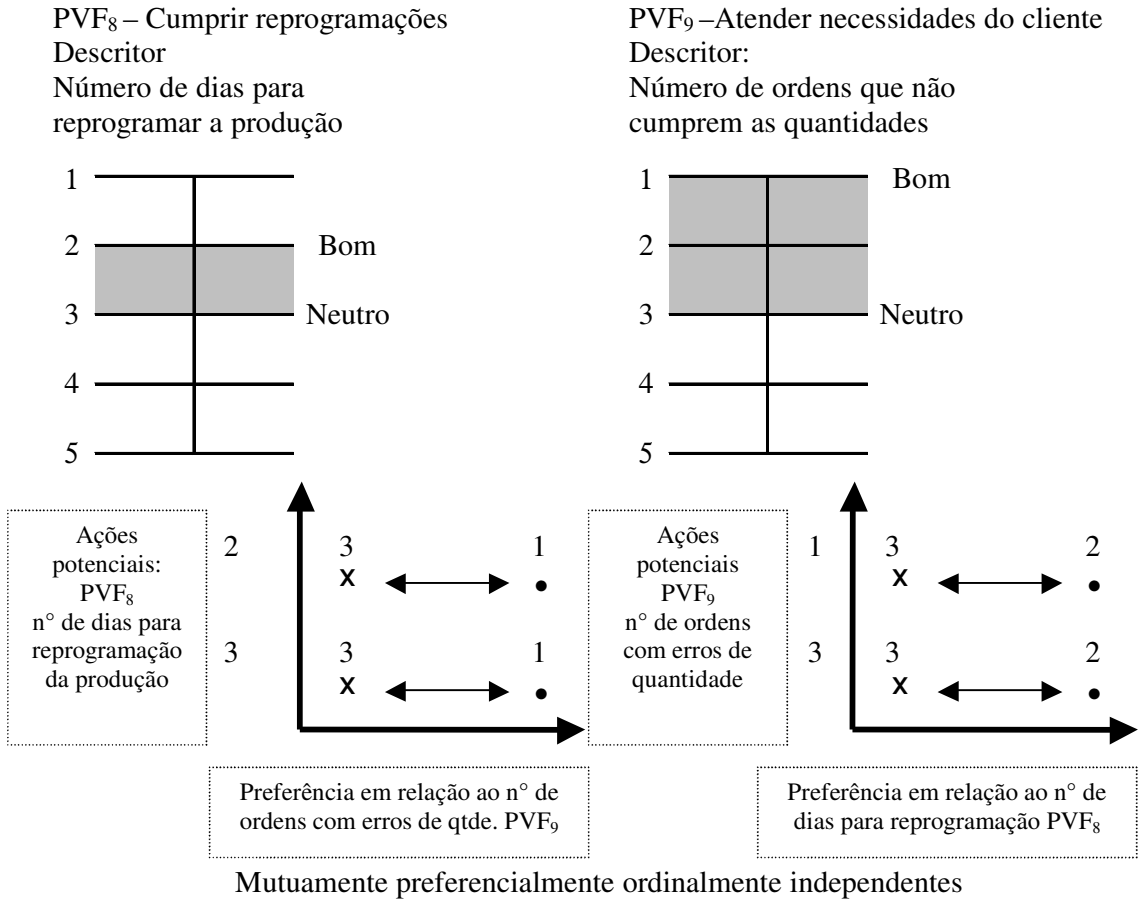 PVF8 – Cumprir reprogramações
Descritor
Número de dias para
reprogramar a produção
1
2 Bom
3 Neutro
4
5
PVF9 –Atender necessidades do cliente
Descritor:
Número de ordens que não
cumprem as quantidades
1 Bom
2
3 Neutro
4
5
Ações
potenciais:
PVF8
n° de dias para
reprogramação
da produção
2 3 1
x •
3 3 1
x •
Preferência em relação ao n° de
ordens com erros de qtde. PVF9
Ações
potenciais
PVF9
n° de ordens
com erros de
quantidade
1 3 2
x •
3 3 2
x •
Preferência em relação ao n° de
dias para reprogramação PVF8
Mutuamente preferencialmente ordinalmente independentes